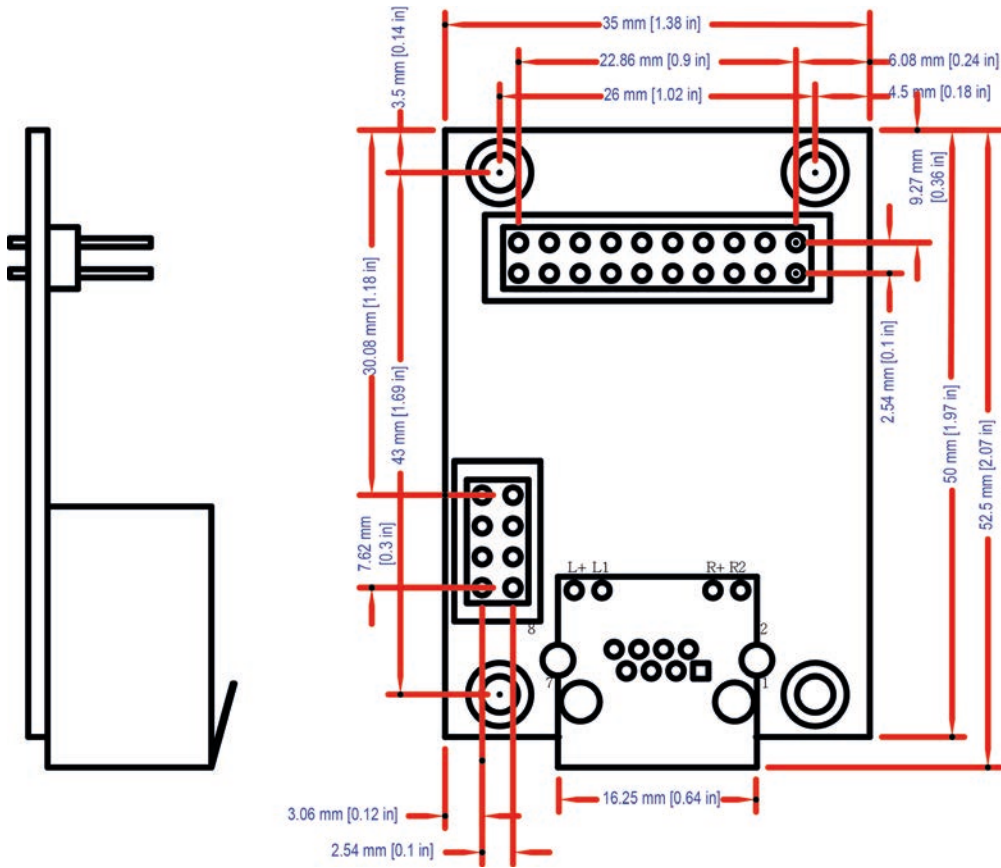 35 mm [1.38 in]
3.5 mm [0.14 in]
22.86 mm [0.9 in]
6.08 mm [0.24 in]
26 mm [1.02 in]
4.5 mm [0.18 in]
9.27 mm
[0.36 in]
30.08 mm [1.18 in]
43 mm [1.69 in]
2.54 mm [0.1 in]
50 mm [1.97 in]
52.5 mm [2.07 in]
7.62 mm
[0.3 in]
L+ L1
R+ R2
8
2
7
1
16.25 mm [0.64 in]
3.06 mm [0.12 in]
2.54 mm [0.1 in]